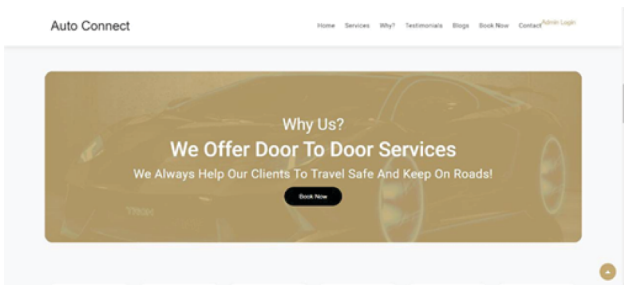 Auto Connect
Home Services Why? Testimonials Blogs Book Now Contact Admin Login
Why Us?
We Offer Door To Door Services
We Always Help Our Clients To Travel Safe And Keep On Roads!
Book Now